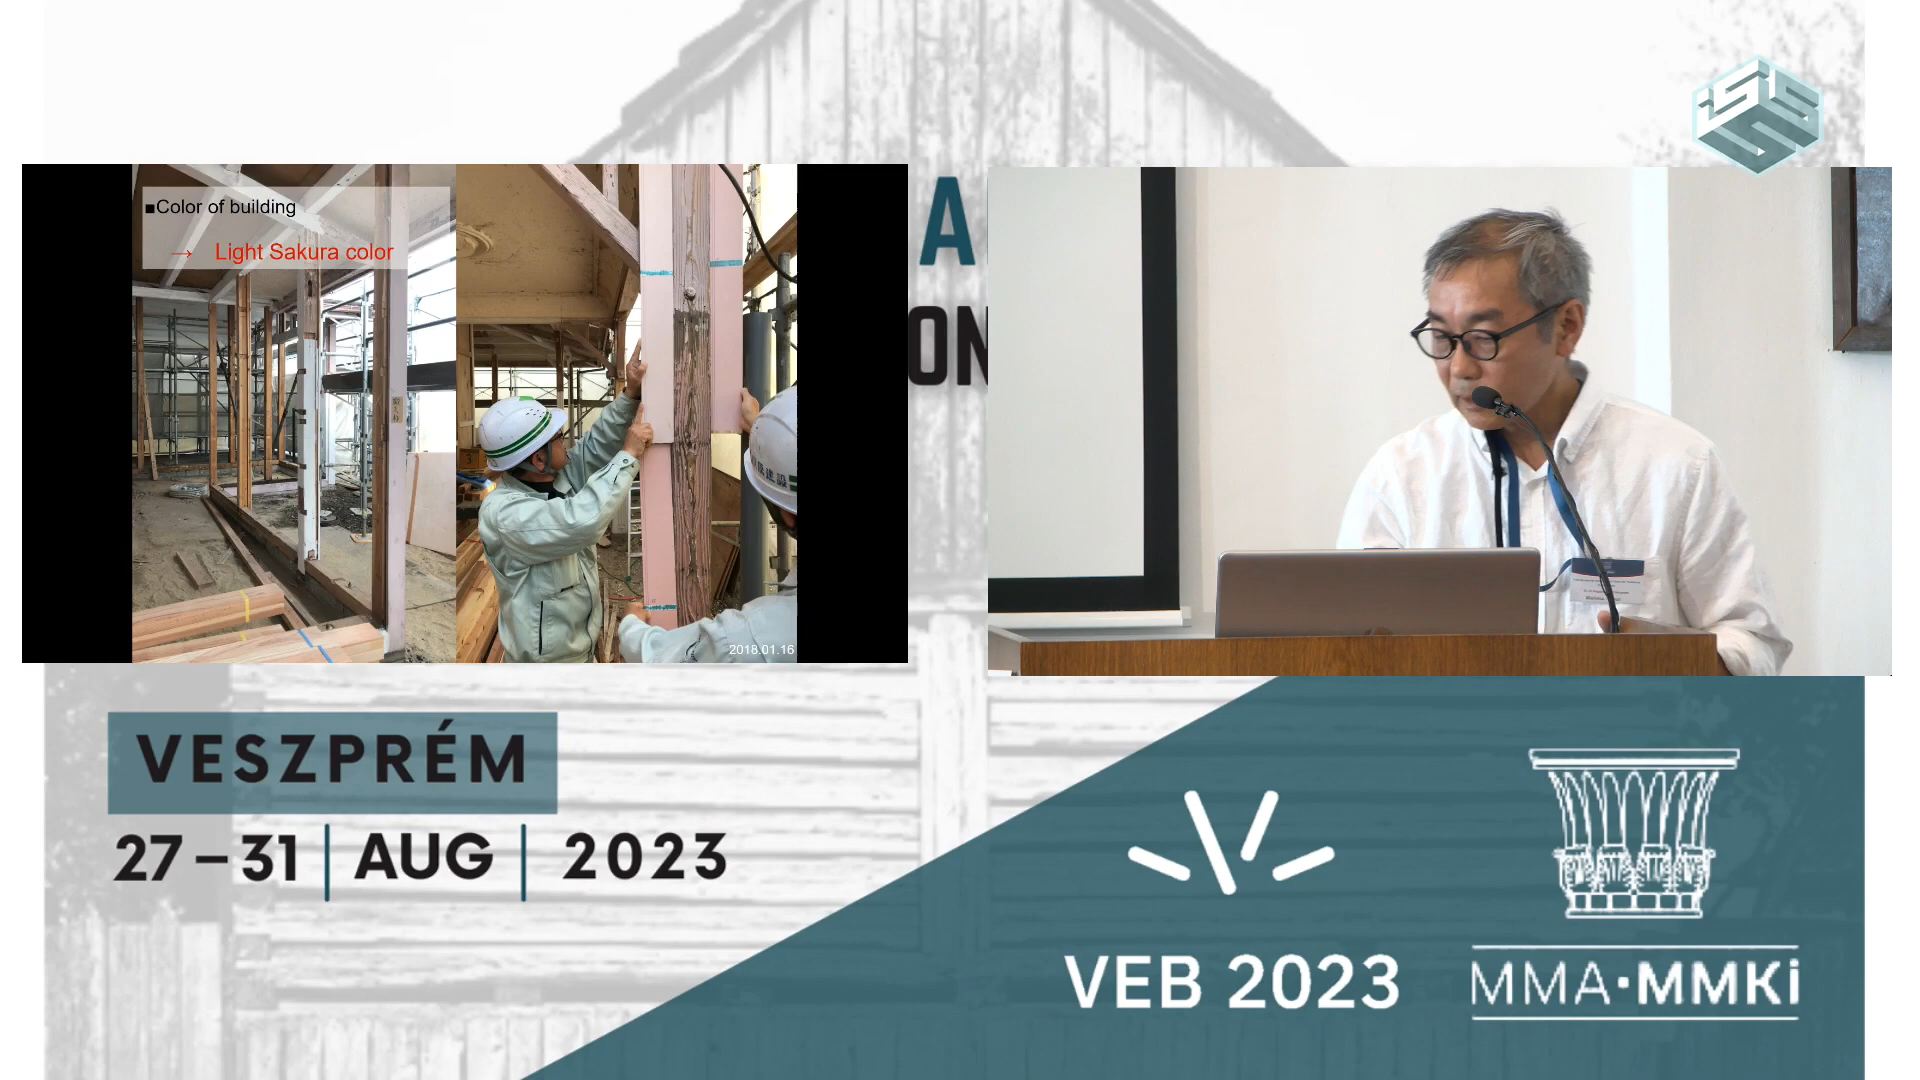 ■Color of building
→ Light Sakura color
2018.01.16
A
ON
VESZPRÉM
27–31 | AUG | 2023
VEB 2023
MMA·MMKi